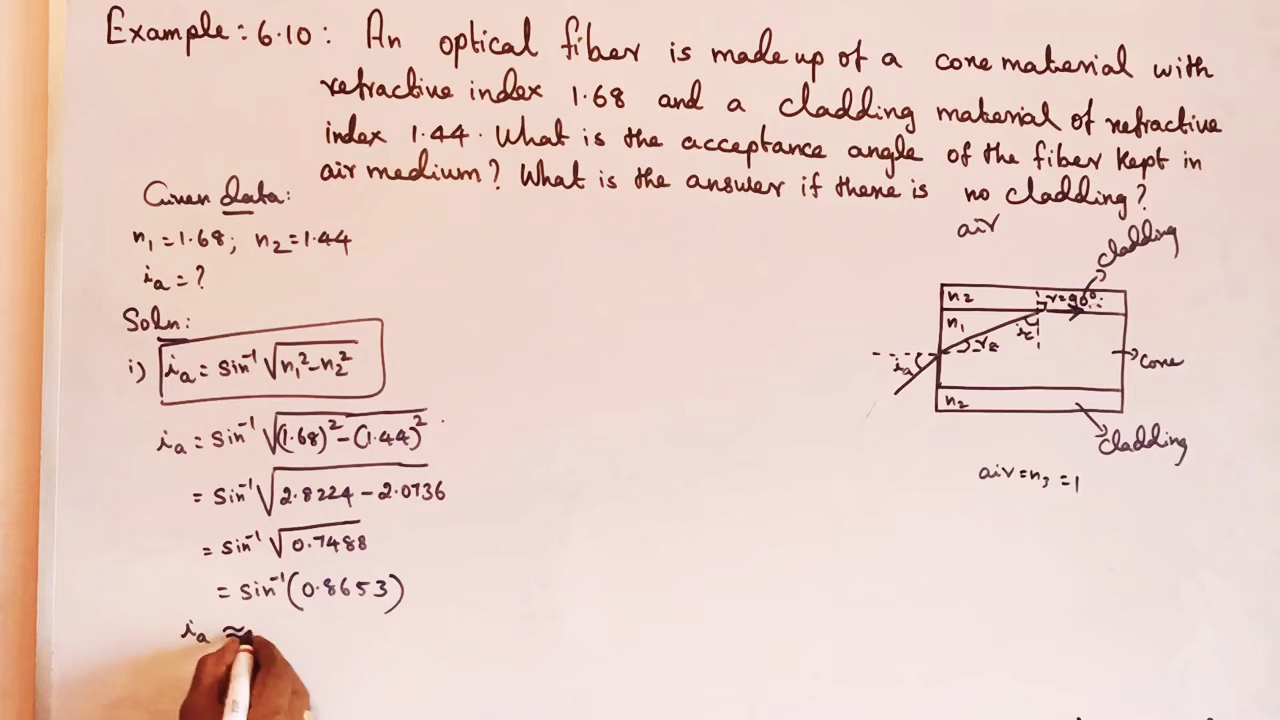 Example: 6.10: An optical fiber is made up of a core material with
refractive index 1.68 and a cladding material of refractive
index 1.44. What is the acceptance angle of the fiber kept in
air medium? What is the answer if there is no cladding?
Given data:
n₁ = 1.68; n₂ = 1.44
iₐ = ?
Soln:
i) iₐ = sin⁻¹ √(n₁² - n₂²)
iₐ = sin⁻¹ √((1.68)² - (1.44)²)
= sin⁻¹ √(2.8224 - 2.0736)
= sin⁻¹ √(0.7488)
= sin⁻¹ (0.8653)
iₐ ≈
air
cladding
n₂
r=90°
n₁
i꜀
rₐ
iₐ
core
n₂
cladding
air = n₃ = 1